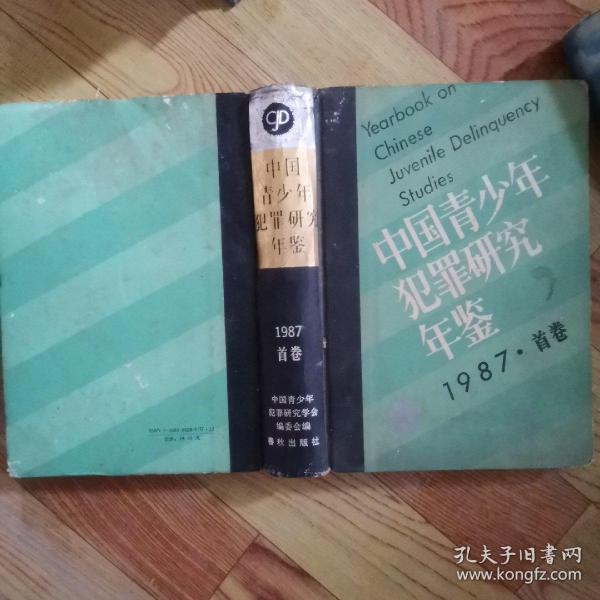 Yearbook on
Chinese
Juvenile Delinquency
Studies
中国青少年
犯罪研究
年鉴
1987·首卷
中国
青少年
犯罪研究
年鉴
1987
首卷
中国青少年
犯罪研究学会
编委会编
春秋出版社
孔夫子旧书网
www.kongfz.com